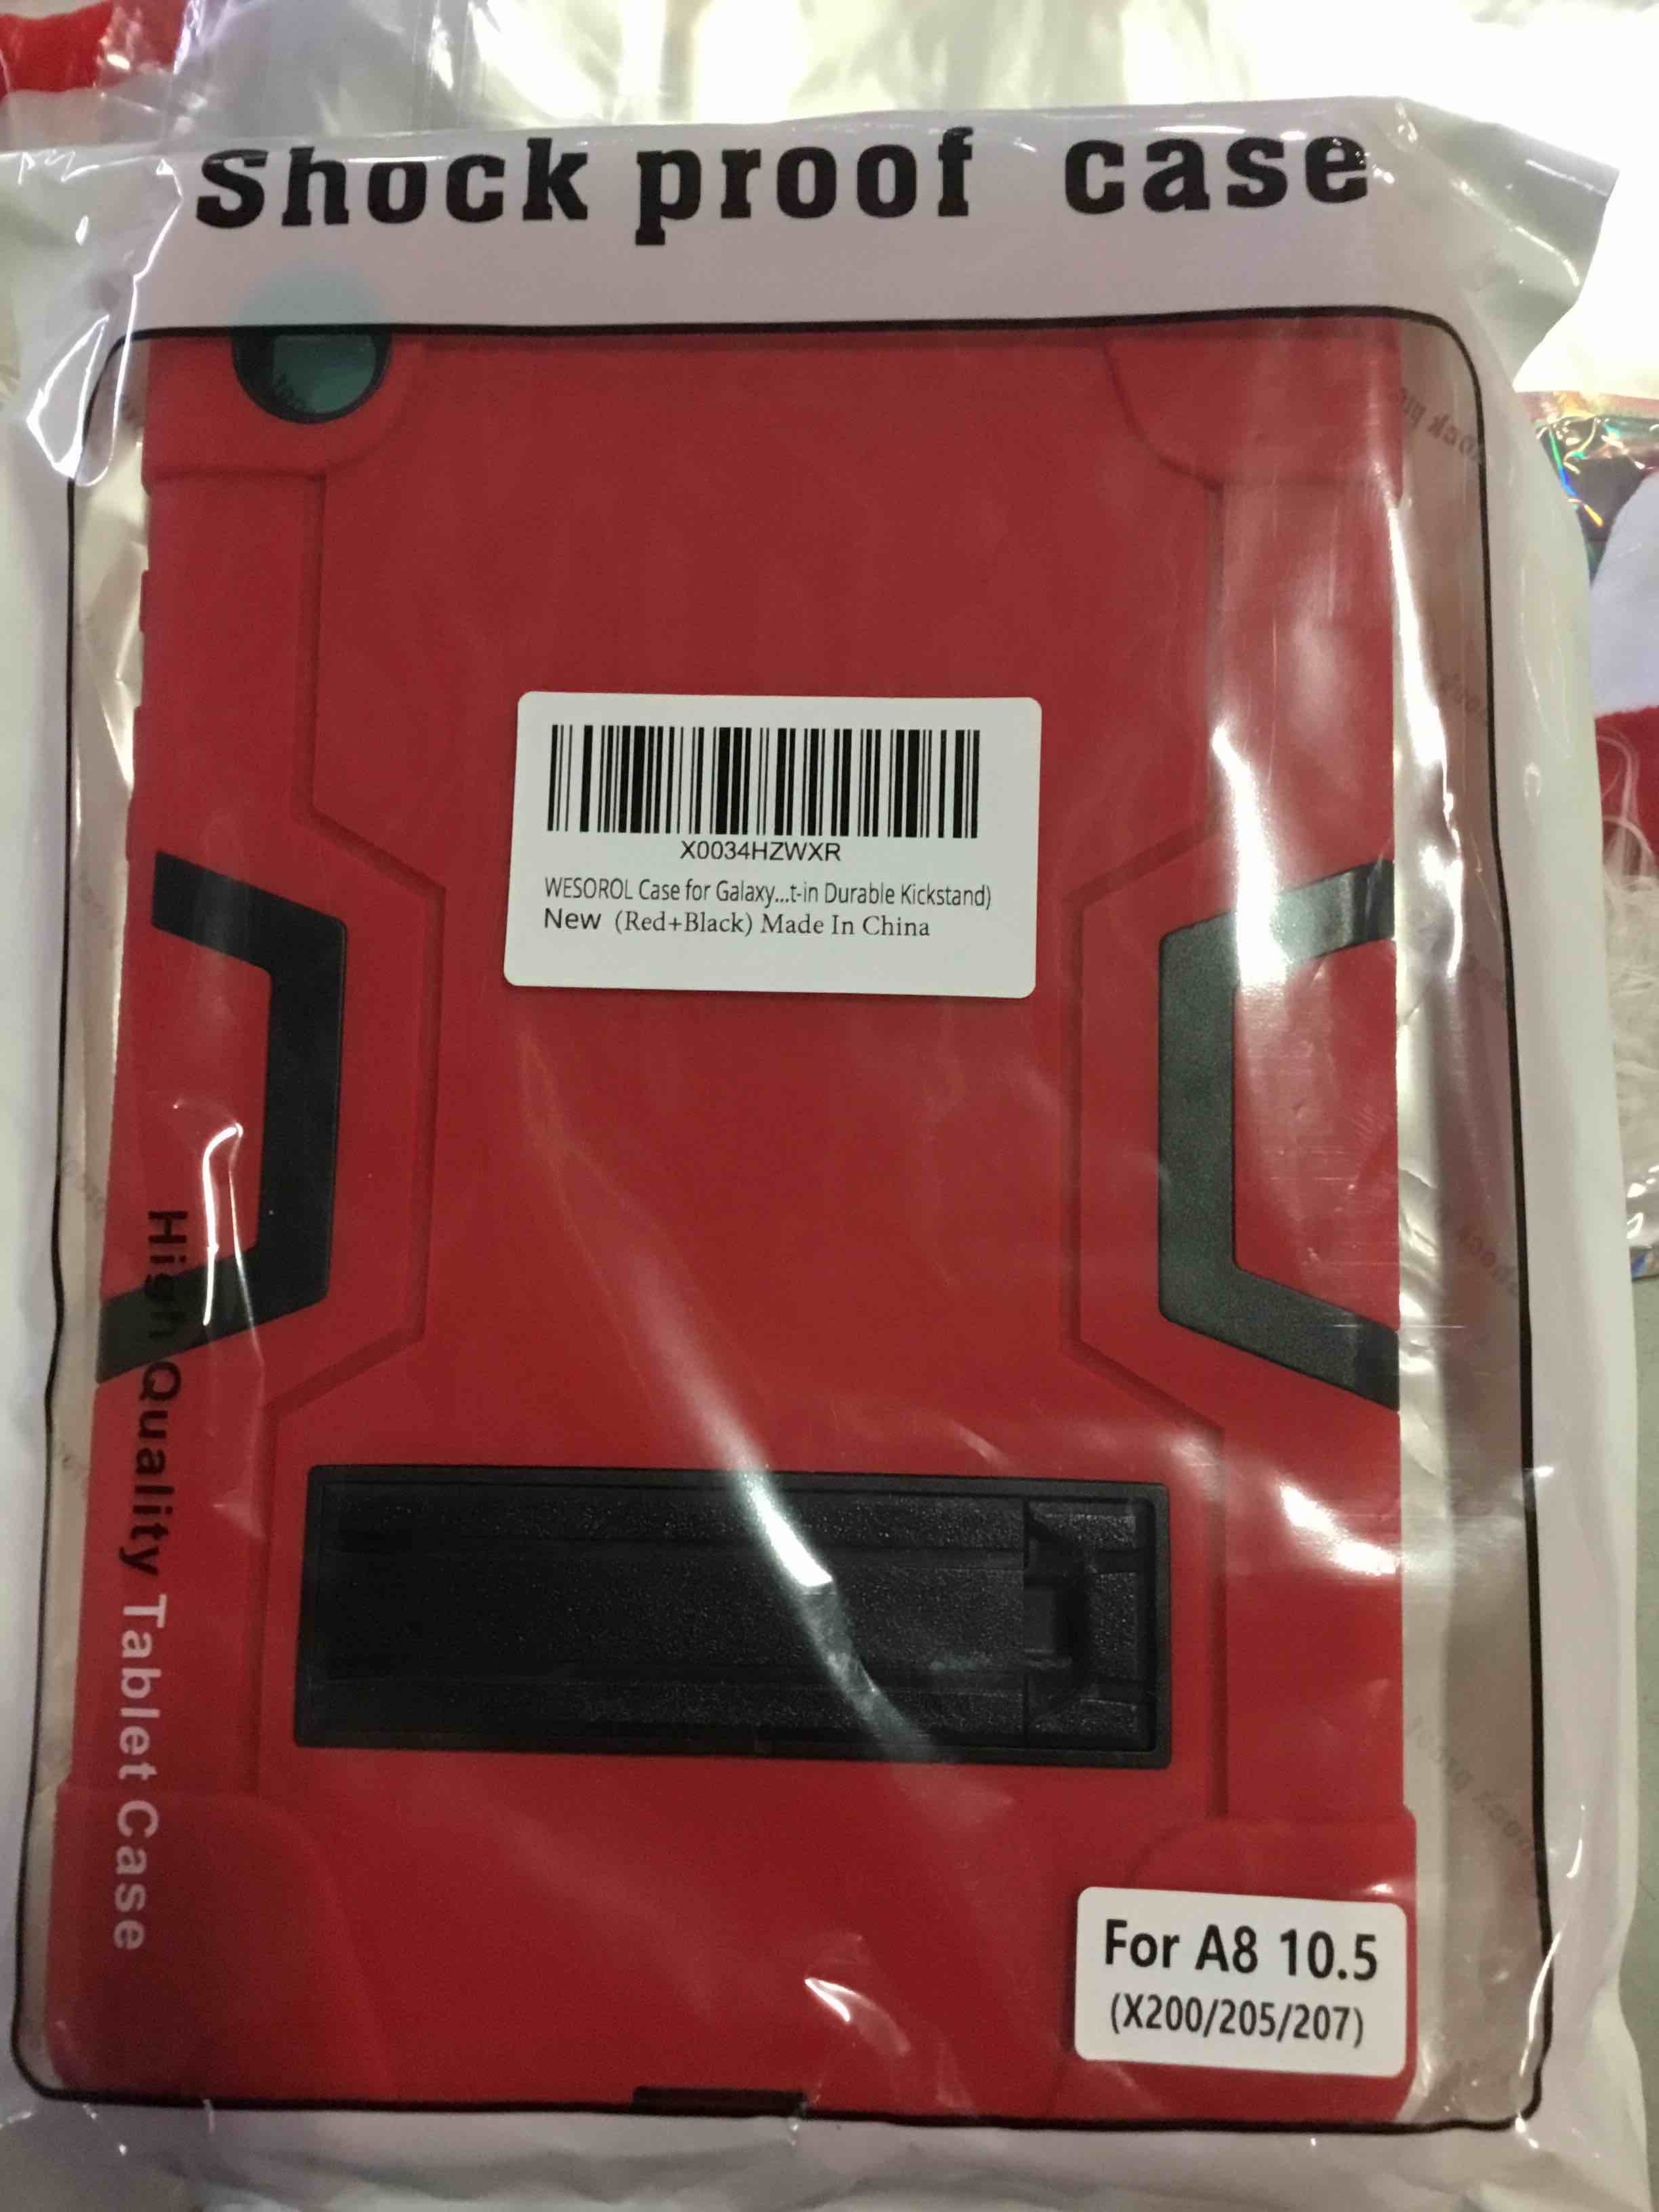 Shock proof case
X0034HZWXR
WESOROL Case for Galaxy...t-in Durable Kickstand)
New (Red+Black) Made In China
High Quality Tablet Case
For A8 10.5
(X200/205/207)